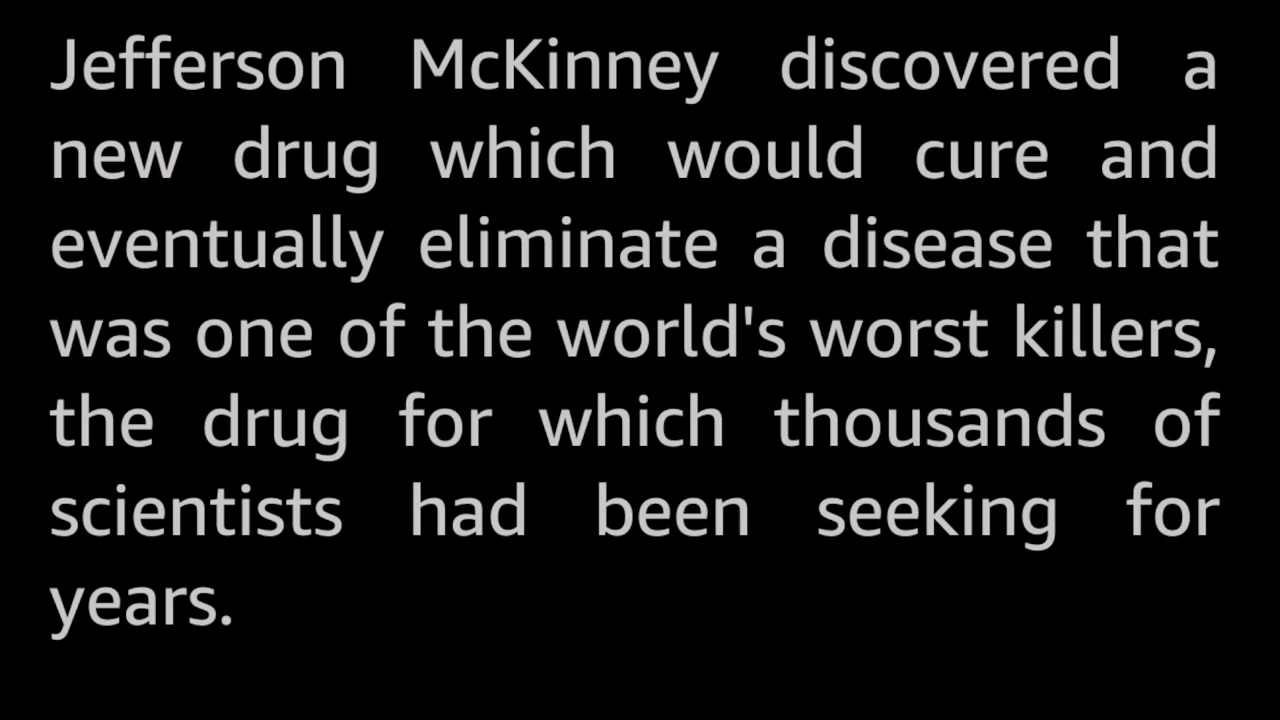 Jefferson McKinney discovered a
new drug which would cure and
eventually eliminate a disease that
was one of the world's worst killers,
the drug for which thousands of
scientists had been seeking for
years.